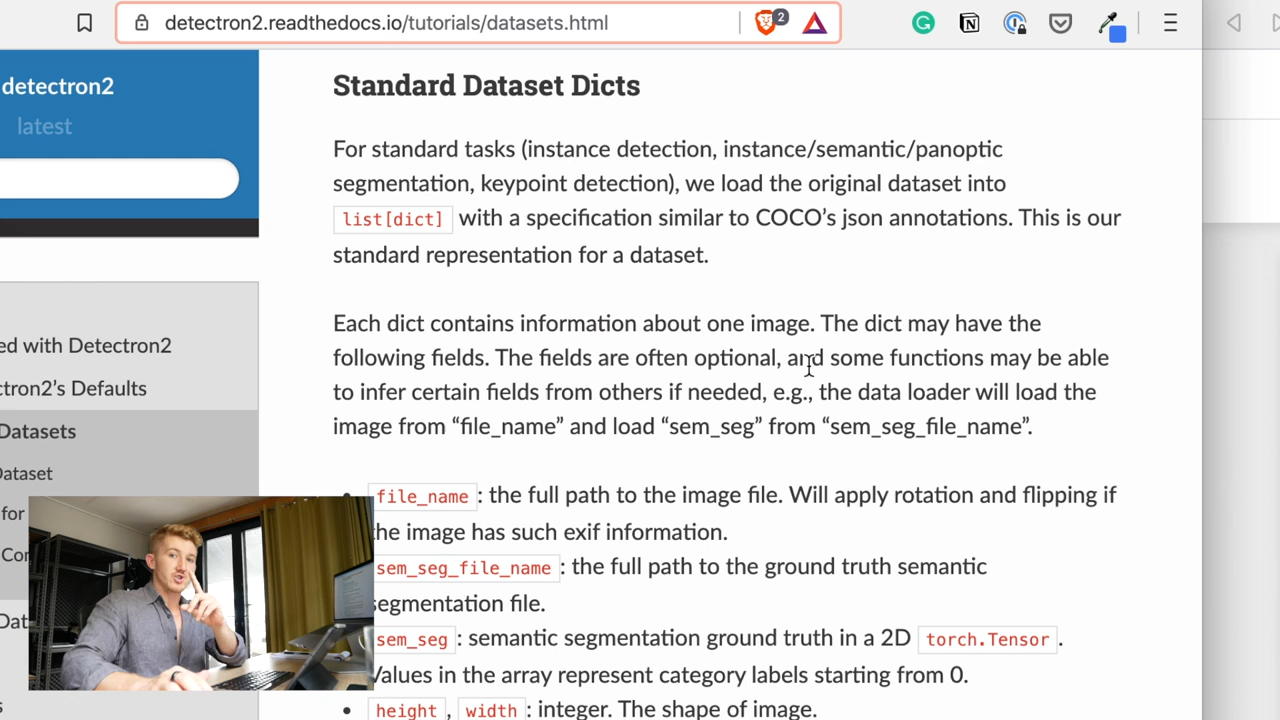 detectron2.readthedocs.io/tutorials/datasets.html
2
detectron2
latest
ed with Detectron2
ctron2's Defaults
Datasets
Dataset
for
Con
Dat
Standard Dataset Dicts
For standard tasks (instance detection, instance/semantic/panoptic
segmentation, keypoint detection), we load the original dataset into
list[dict] with a specification similar to COCO's json annotations. This is our
standard representation for a dataset.
Each dict contains information about one image. The dict may have the
following fields. The fields are often optional, and some functions may be able
to infer certain fields from others if needed, e.g., the data loader will load the
image from “file_name” and load “sem_seg” from “sem_seg_file_name”.
• file_name : the full path to the image file. Will apply rotation and flipping if
the image has such exif information.
sem_seg_file_name : the full path to the ground truth semantic
segmentation file.
sem_seg : semantic segmentation ground truth in a 2D torch.Tensor .
Values in the array represent category labels starting from 0.
• height , width : integer. The shape of image.